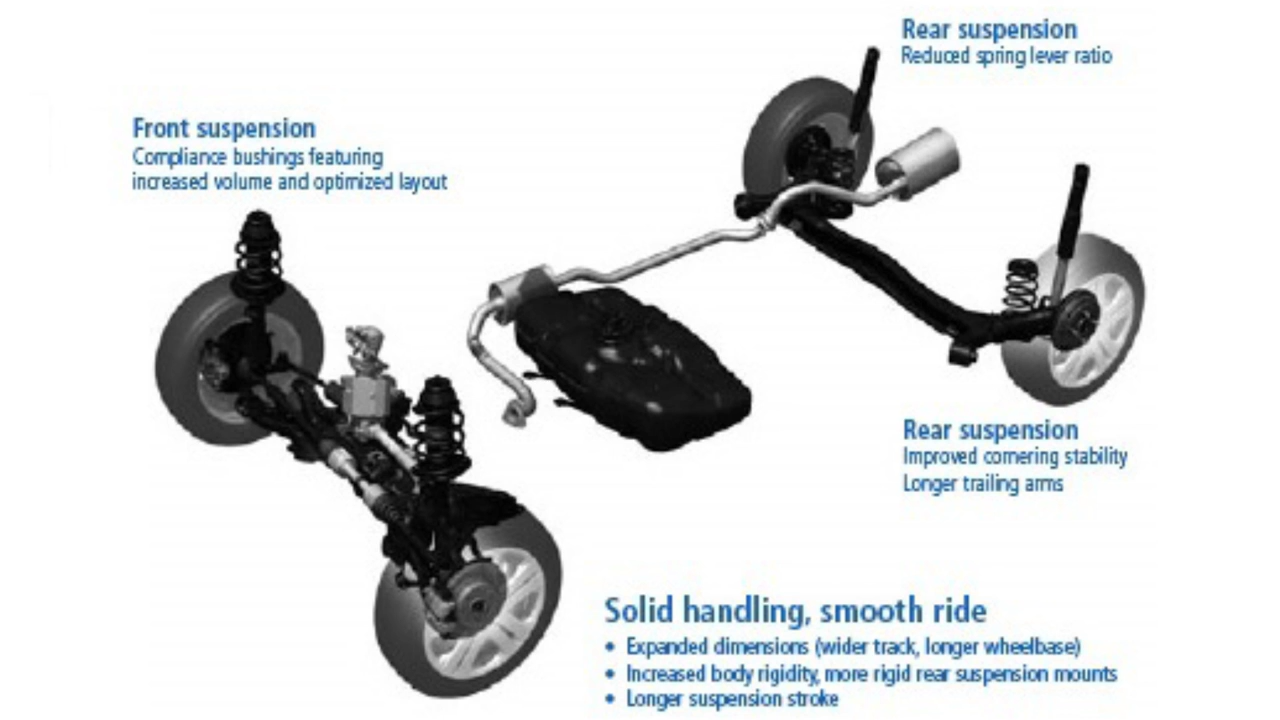 Rear suspension
Reduced spring lever ratio
Front suspension
Compliance bushings featuring
increased volume and optimized layout
Rear suspension
Improved cornering stability
Longer trailing arms
Solid handling, smooth ride
• Expanded dimensions (wider track, longer wheelbase)
• Increased body rigidity, more rigid rear suspension mounts
• Longer suspension stroke